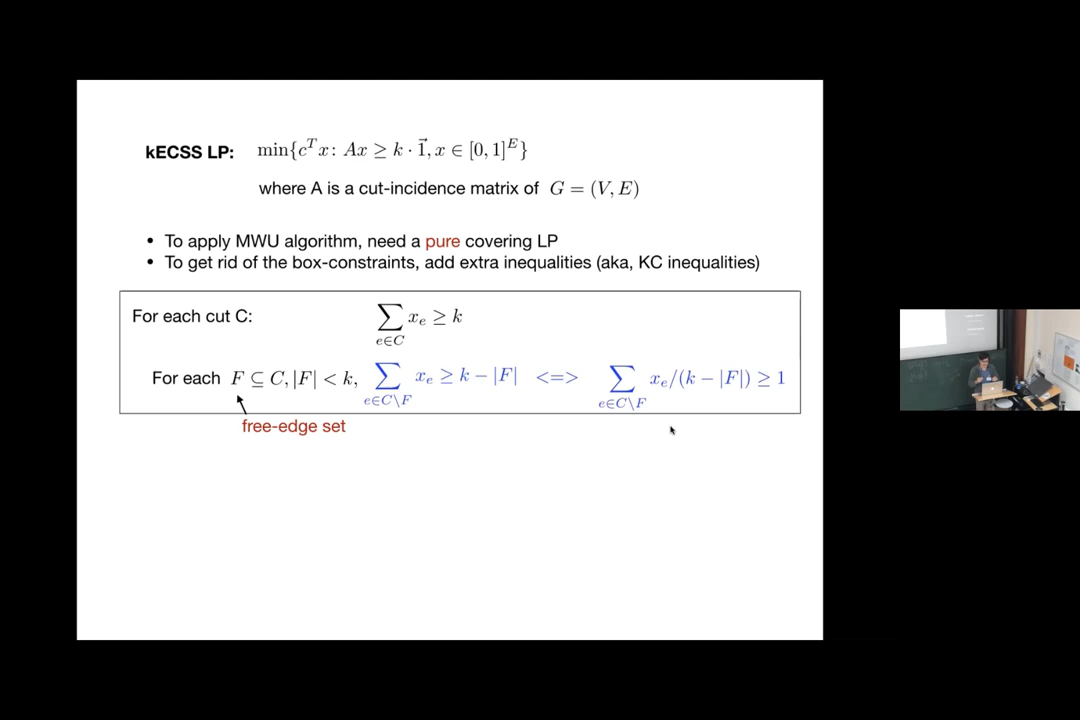 kECSS LP: min{c^T x: Ax ≥ k · 1⃗, x ∈ [0, 1]^E}
where A is a cut-incidence matrix of G = (V, E)
• To apply MWU algorithm, need a pure covering LP
• To get rid of the box-constraints, add extra inequalities (aka, KC inequalities)
For each cut C: ∑_{e∈C} x_e ≥ k
For each F ⊆ C, |F| < k, ∑_{e∈C\F} x_e ≥ k − |F| <=> ∑_{e∈C\F} x_e/(k − |F|) ≥ 1
free-edge set